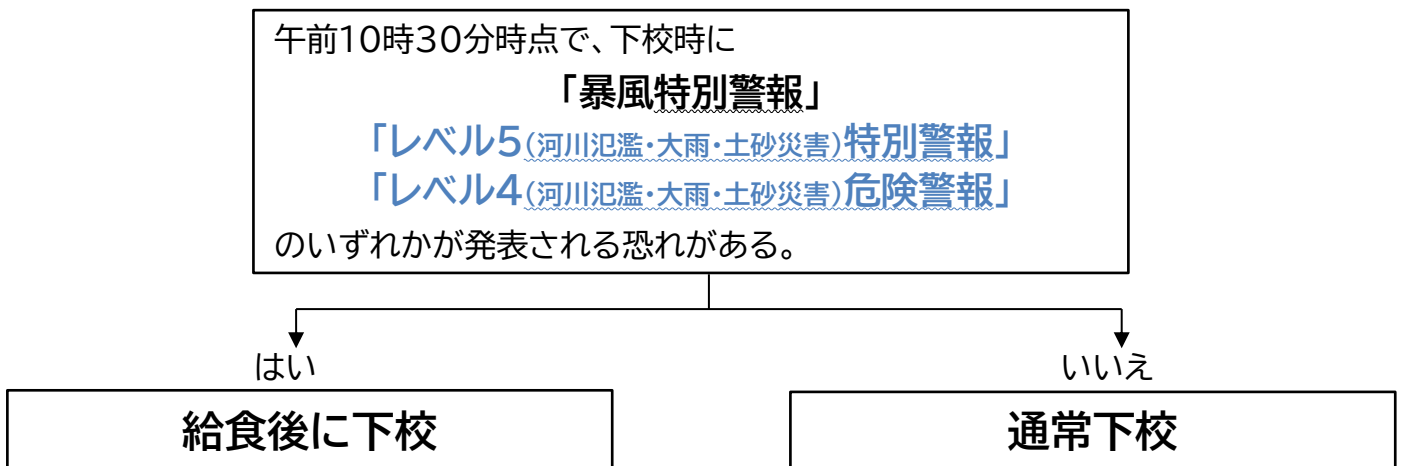 午前10時30分時点で、下校時に
「暴風特別警報」
「レベル5(河川氾濫・大雨・土砂災害)特別警報」
「レベル4(河川氾濫・大雨・土砂災害)危険警報」
のいずれかが発表される恐れがある。
はい
いいえ
給食後に下校
通常下校